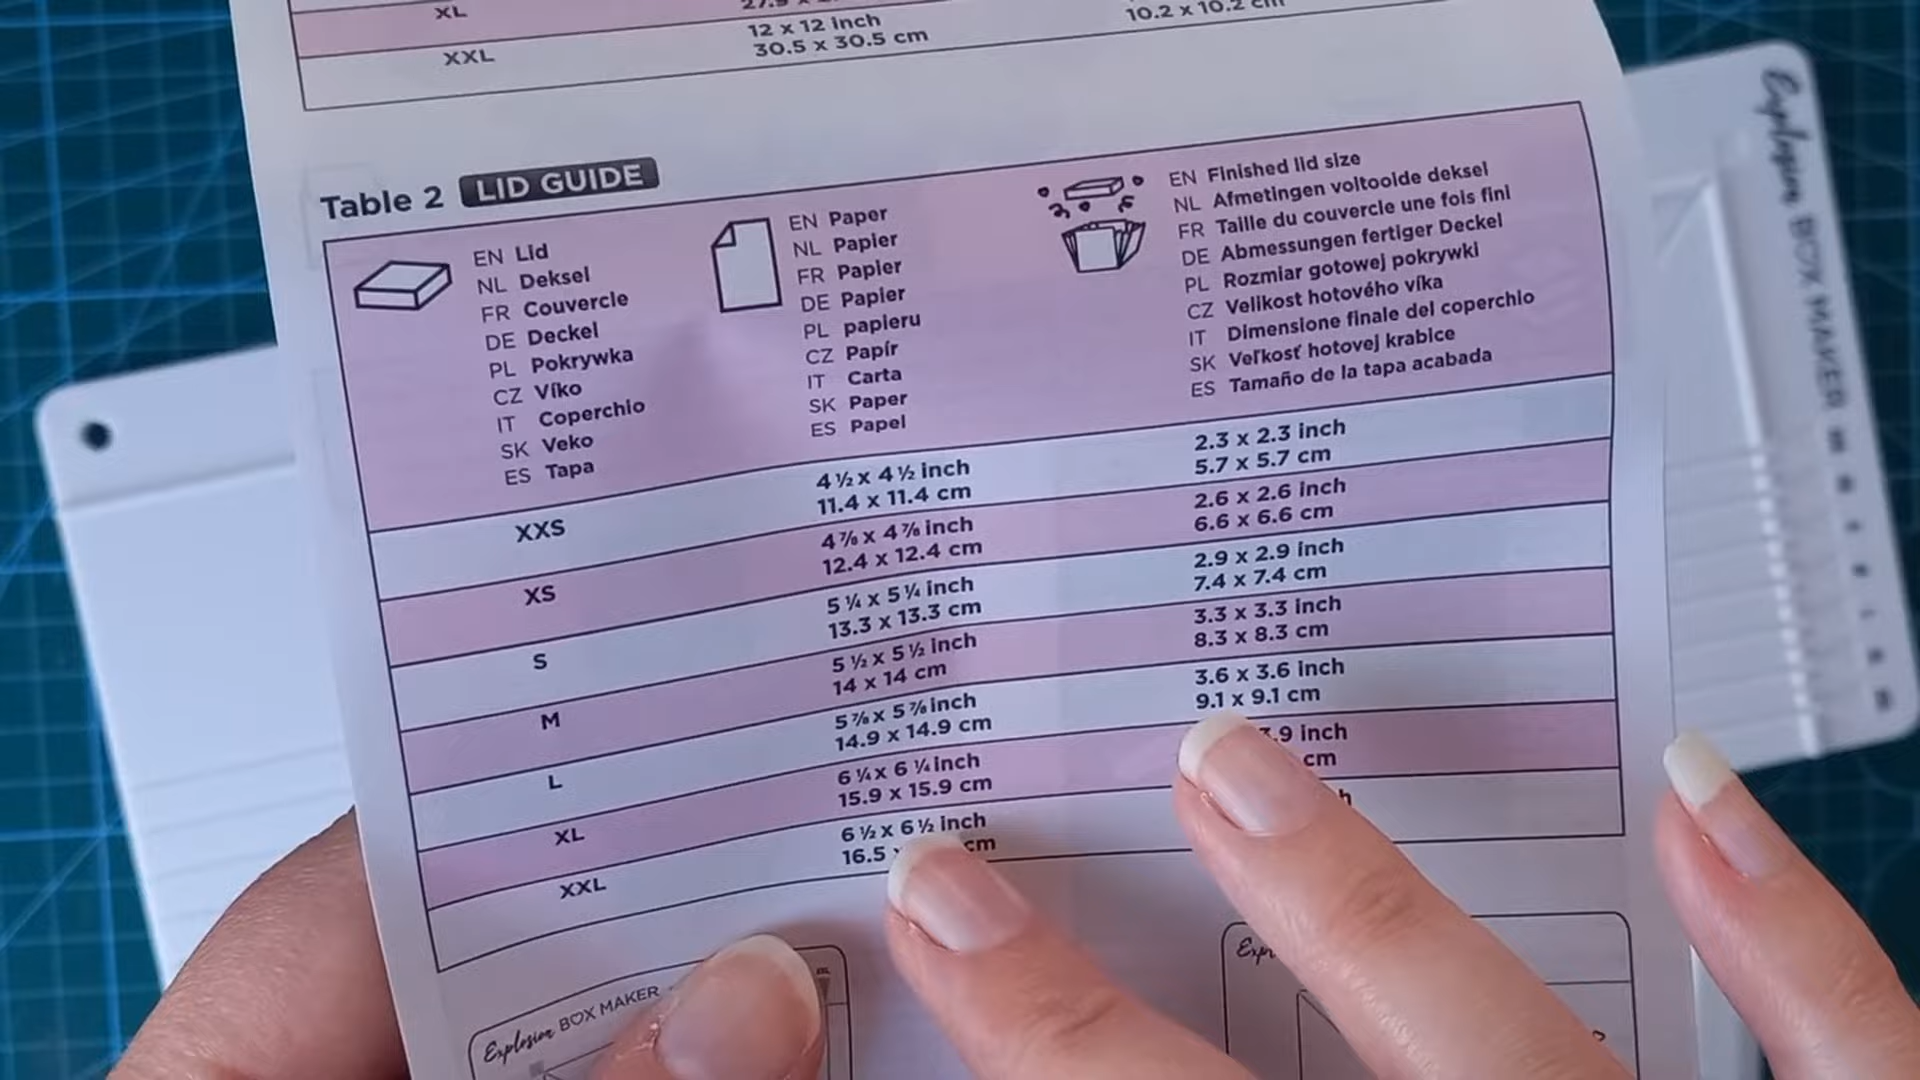 XL
XXL
12 x 12 inch
30.5 x 30.5 cm
10.2 x 10.2 cm
Table 2 LID GUIDE
EN Lid
NL Deksel
FR Couvercle
DE Deckel
PL Pokrywka
CZ Víko
IT Coperchio
SK Veko
ES Tapa
EN Paper
NL Papier
FR Papier
DE Papier
PL papieru
CZ Papír
IT Carta
SK Paper
ES Papel
EN Finished lid size
NL Afmetingen voltooide deksel
FR Taille du couvercle une fois fini
DE Abmessungen fertiger Deckel
PL Rozmiar gotowej pokrywki
CZ Velikost hotového víka
IT Dimensione finale del coperchio
SK Veľkosť hotovej krabice
ES Tamaño de la tapa acabada
XXS
4 ½ x 4 ½ inch
11.4 x 11.4 cm
2.3 x 2.3 inch
5.7 x 5.7 cm
XS
4 ⅞ x 4 ⅞ inch
12.4 x 12.4 cm
2.6 x 2.6 inch
6.6 x 6.6 cm
S
5 ¼ x 5 ¼ inch
13.3 x 13.3 cm
2.9 x 2.9 inch
7.4 x 7.4 cm
M
5 ½ x 5 ½ inch
14 x 14 cm
3.3 x 3.3 inch
8.3 x 8.3 cm
L
5 ⅞ x 5 ⅞ inch
14.9 x 14.9 cm
3.6 x 3.6 inch
9.1 x 9.1 cm
XL
6 ¼ x 6 ¼ inch
15.9 x 15.9 cm
.9 inch
cm
XXL
6 ½ x 6 ½ inch
16.5 cm
Explosion BOX MAKER
Explosion BOX MAKER